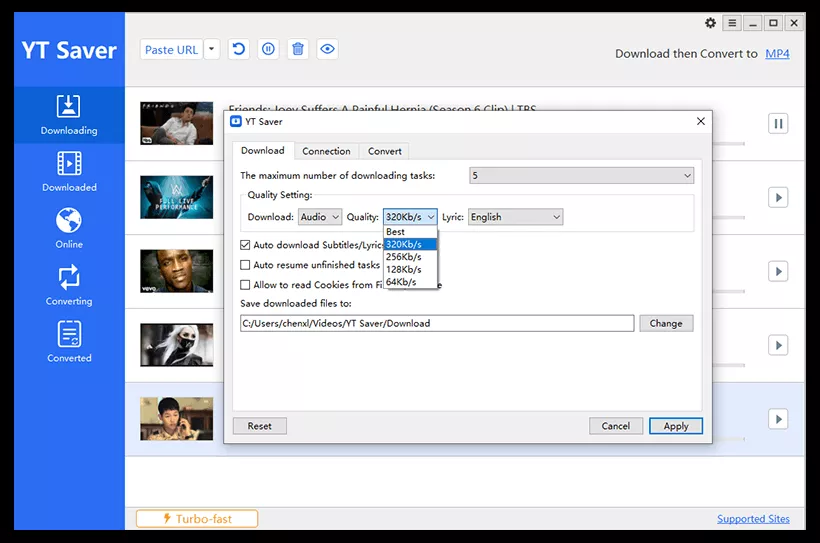 YT Saver
Paste URL
Download then Convert to MP4
Downloading
Downloaded
Online
Converting
Converted
Friends: Joey Suffers A Painful Hernia (Season 6 Clip) | TBS
YT Saver
Download
Connection
Convert
The maximum number of downloading tasks:
5
Quality Setting:
Download: Audio Quality: 320Kb/s Lyric: English
Best
320Kb/s
256Kb/s
128Kb/s
64Kb/s
Auto download Subtitles/Lyric
Auto resume unfinished tasks
Allow to read Cookies from
Save downloaded files to:
C:/Users/chenxl/Videos/YT Saver/Download
Change
Reset
Cancel
Apply
FRIENDS
tbs
FULL LIVE
PERFORMANCE
vevo
Turbo-fast
Supported Sites